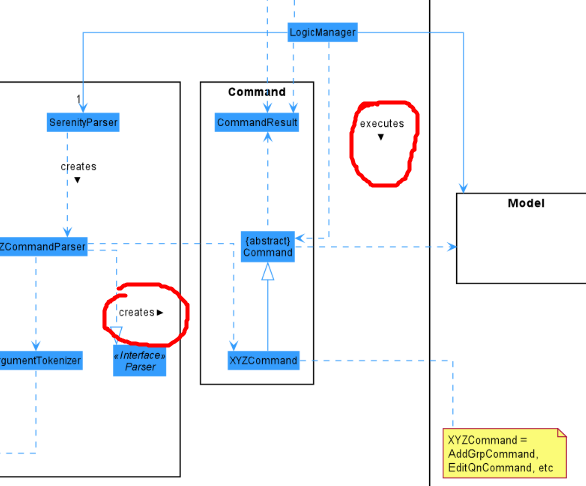 LogicManager
Command
1
SerenityParser
CommandResult
executes
creates
Model
ZCommandParser
{abstract}
Command
creates
rgumentTokenizer
«Interface»
Parser
XYZCommand
XYZCommand =
AddGrpCommand,
EditQnCommand, etc